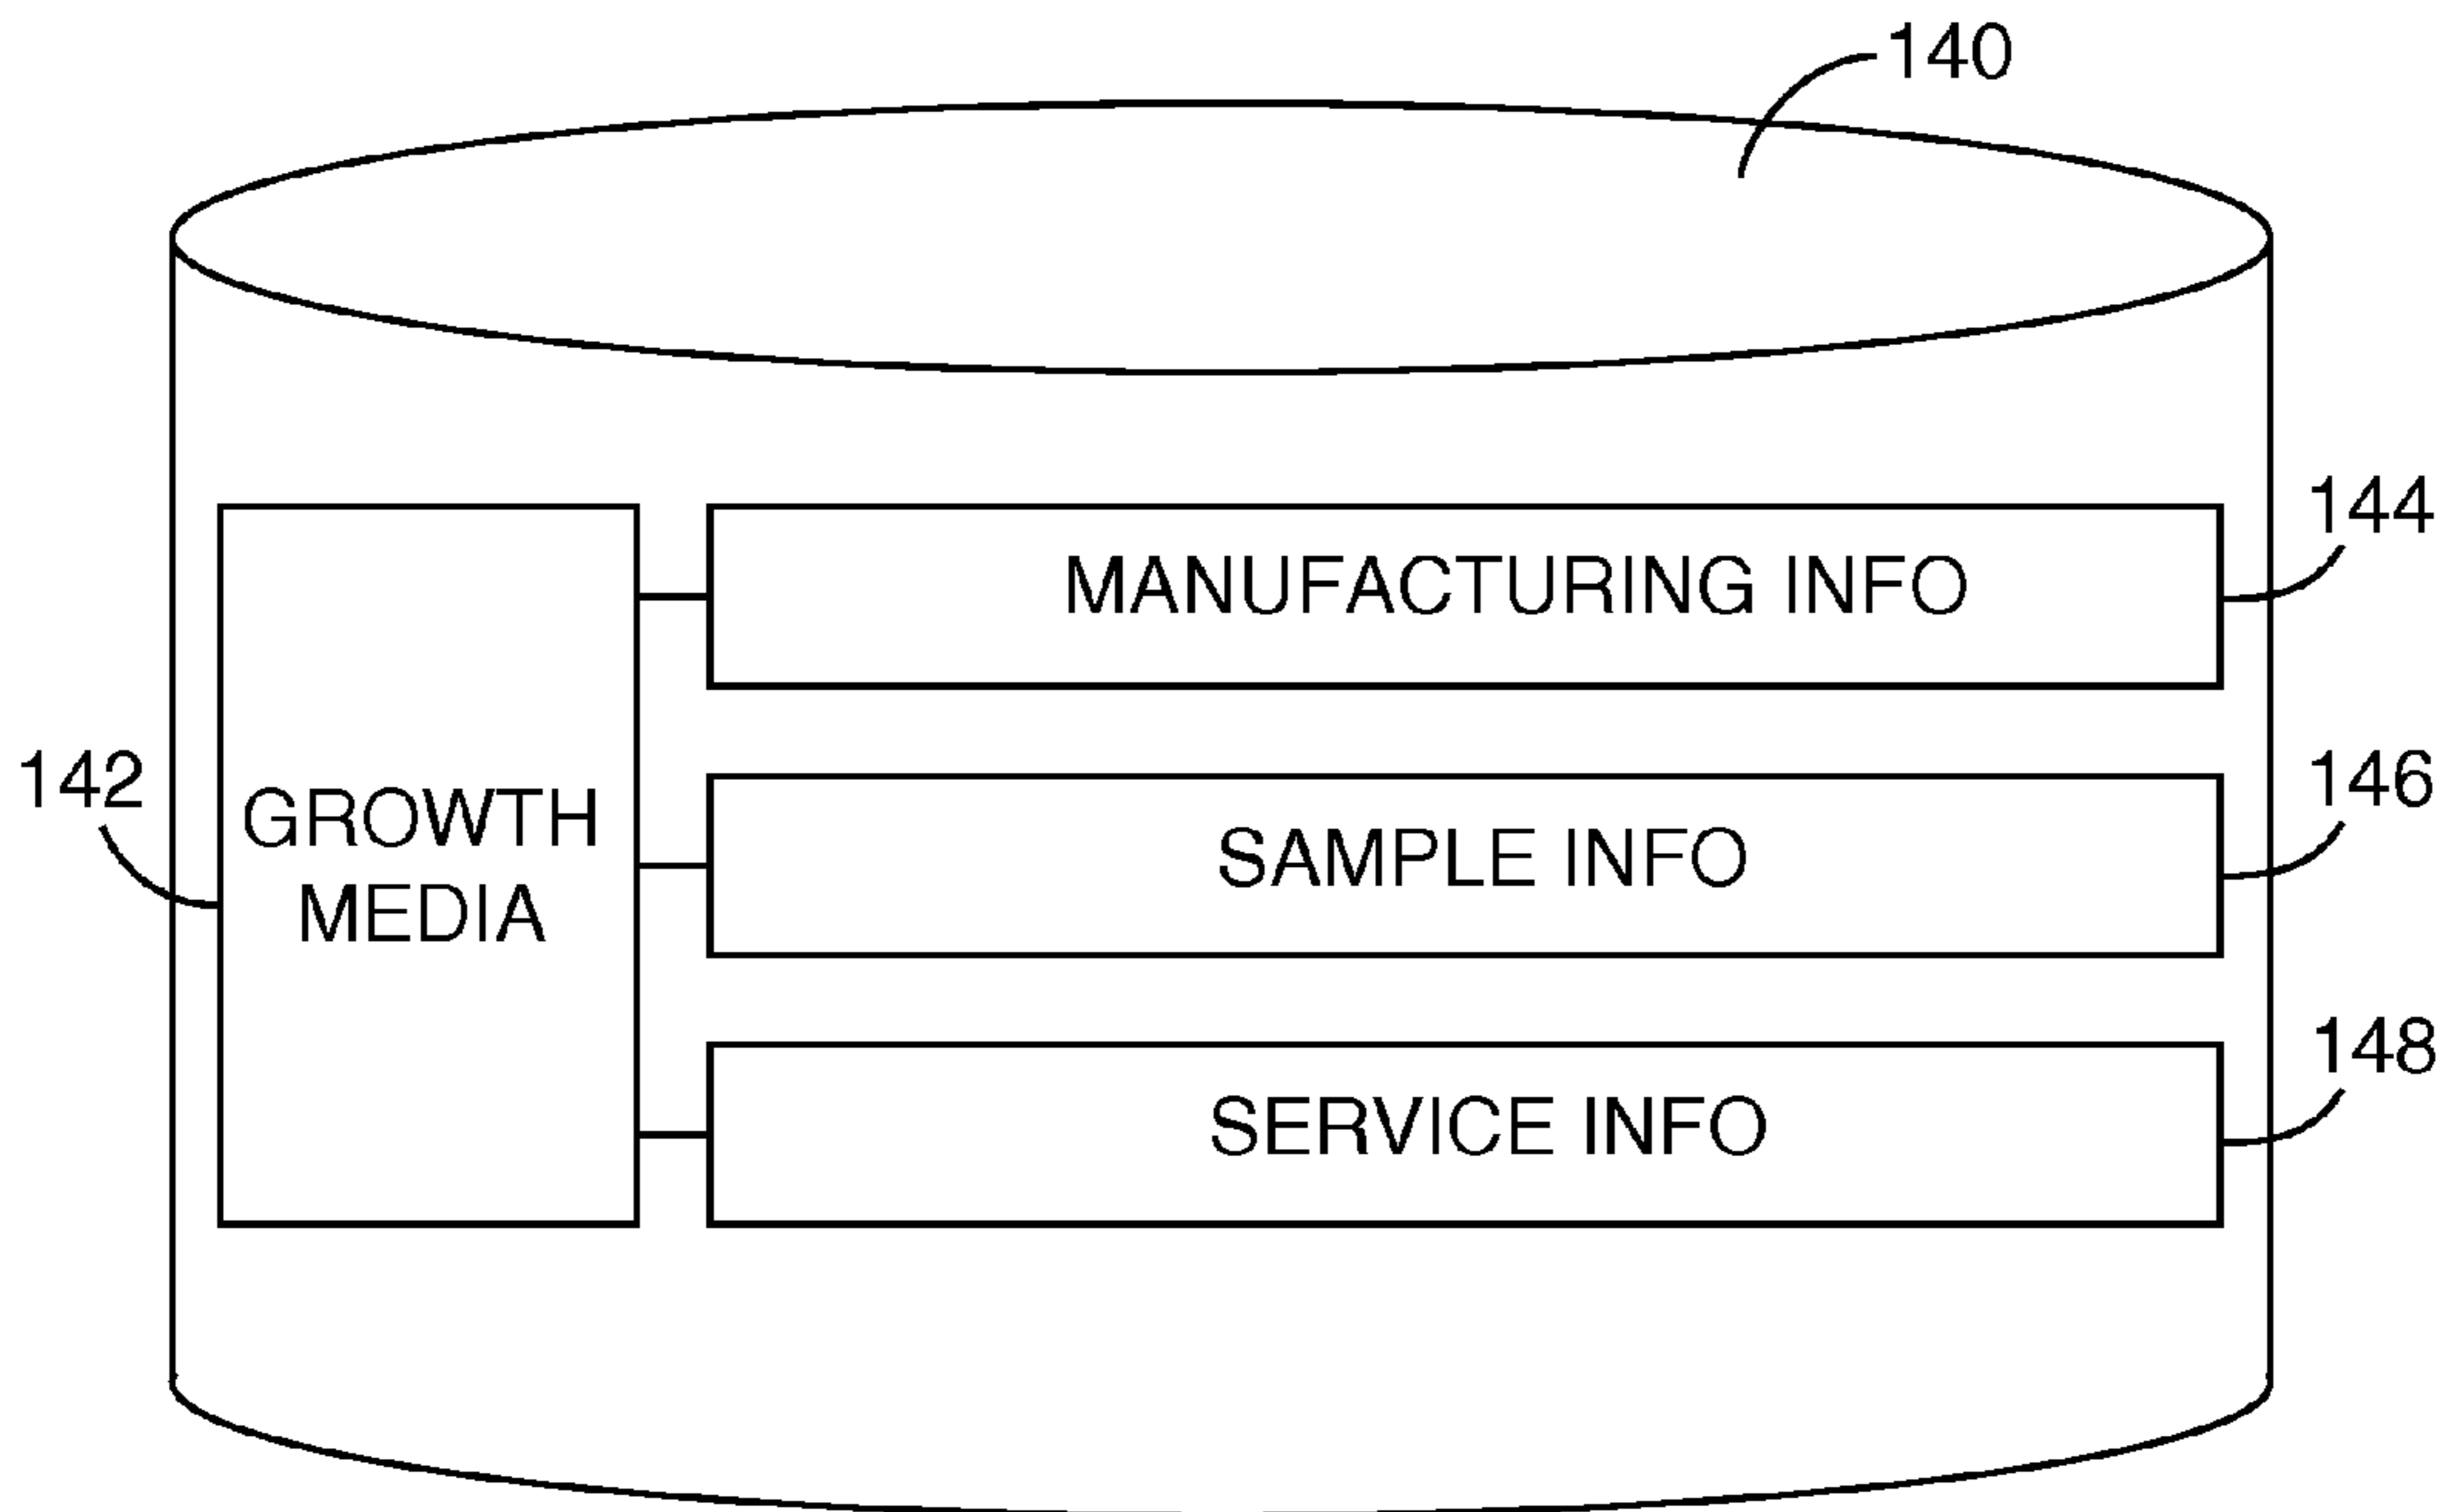 140
144
MANUFACTURING INFO
142
146
GROWTH
MEDIA
SAMPLE INFO
148
SERVICE INFO